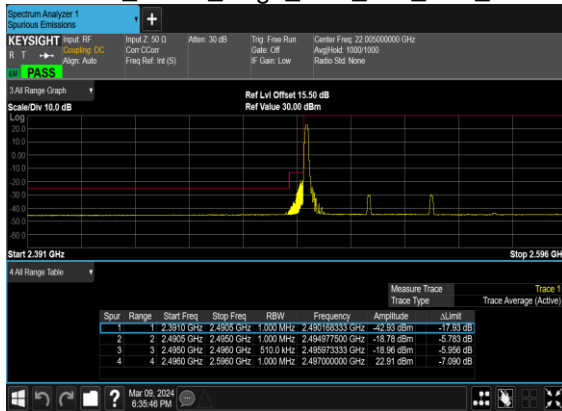 Spectrum Analyzer 1
Spurious Emissions
KEYSIGHT Input: RF Input Z: 50 Ω Atten: 30 dB Trig: Free Run Center Freq: 22.005000000 GHz
R T Coupling: DC Corr CCorr Gate: Off Avg|Hold: 1000/1000
Align: Auto Freq Ref: Int (S) IF Gain: Low Radio Std: None
PASS
3 All Range Graph Ref Lvl Offset 15.50 dB
Scale/Div 10.0 dB Ref Value 30.00 dBm
Log
20.0
10.0
0.00
-10.0
-20.0
-30.0
-40.0
-50.0
-60.0
Start 2.391 GHz Stop 2.596 GH
4 All Range Table
Measure Trace Trace 1
Trace Type Trace Average (Active)
Spur Range Start Freq Stop Freq RBW Frequency Amplitude ΔLimit
1 1 2.3910 GHz 2.4905 GHz 1.000 MHz 2.490168333 GHz -42.93 dBm -17.93 dB
2 2 2.4905 GHz 2.4950 GHz 1.000 MHz 2.494977500 GHz -18.78 dBm -5.783 dB
3 3 2.4950 GHz 2.4960 GHz 510.0 kHz 2.495973333 GHz -18.96 dBm -5.956 dB
4 4 2.4960 GHz 2.5960 GHz 1.000 MHz 2.497000000 GHz 22.91 dBm -7.090 dB
Mar 09, 2024
6:35:46 PM